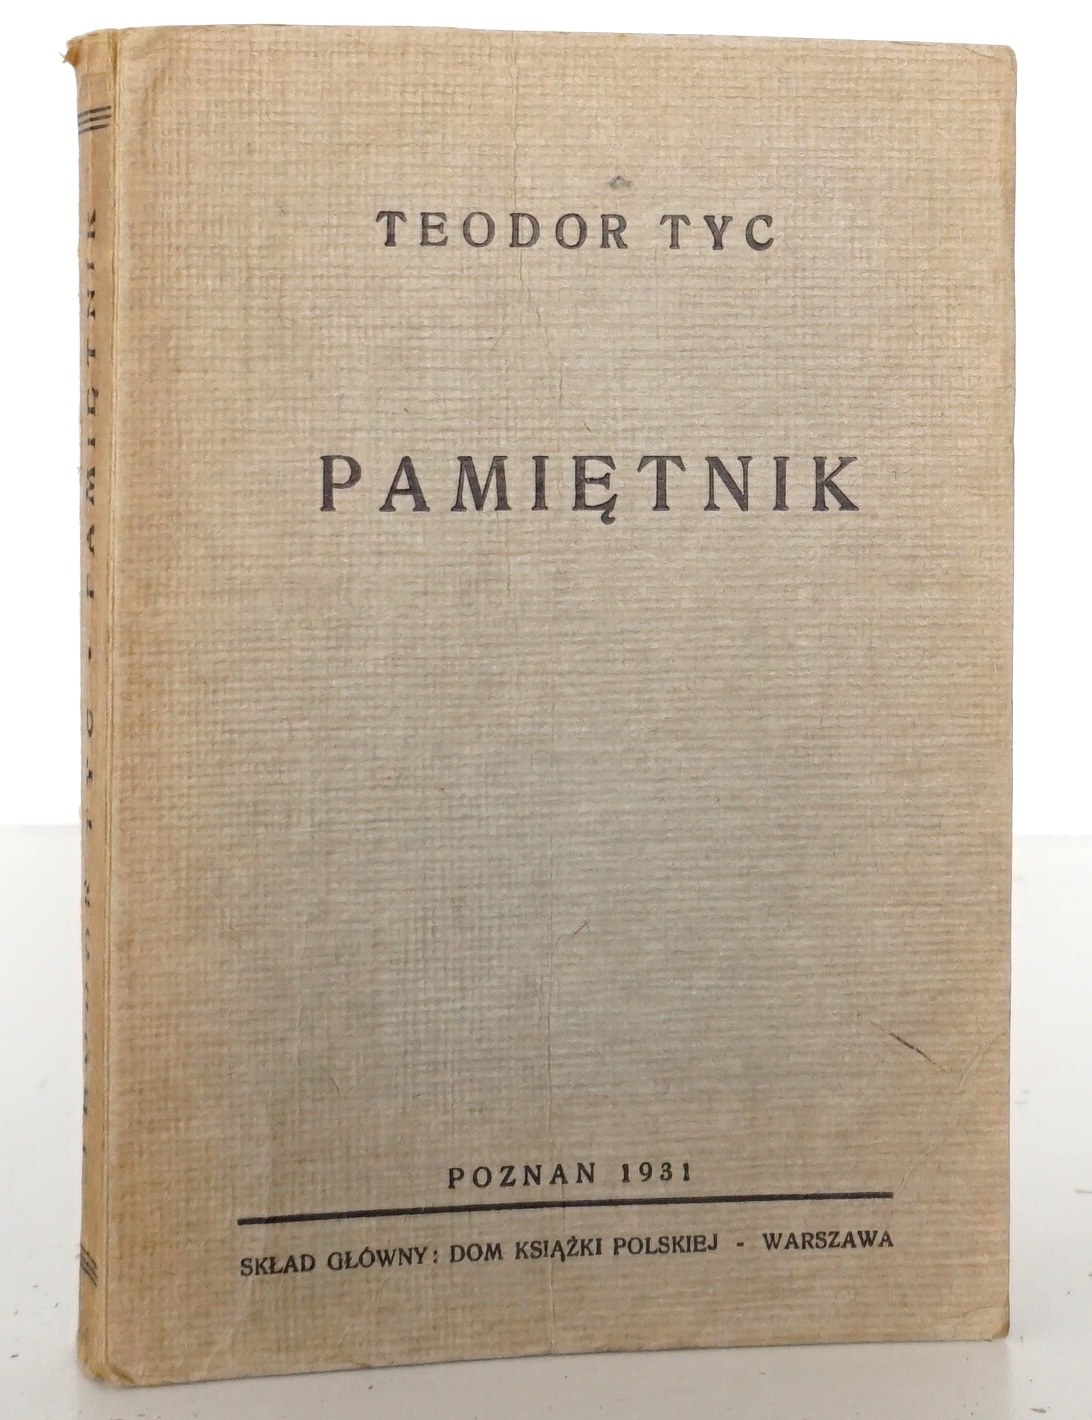 TEODOR TYC
PAMIĘTNIK
POZNAN 1931
SKŁAD GŁÓWNY: DOM KSIĄŻKI POLSKIEJ - WARSZAWA
TEODOR TYC • PAMIĘTNIK